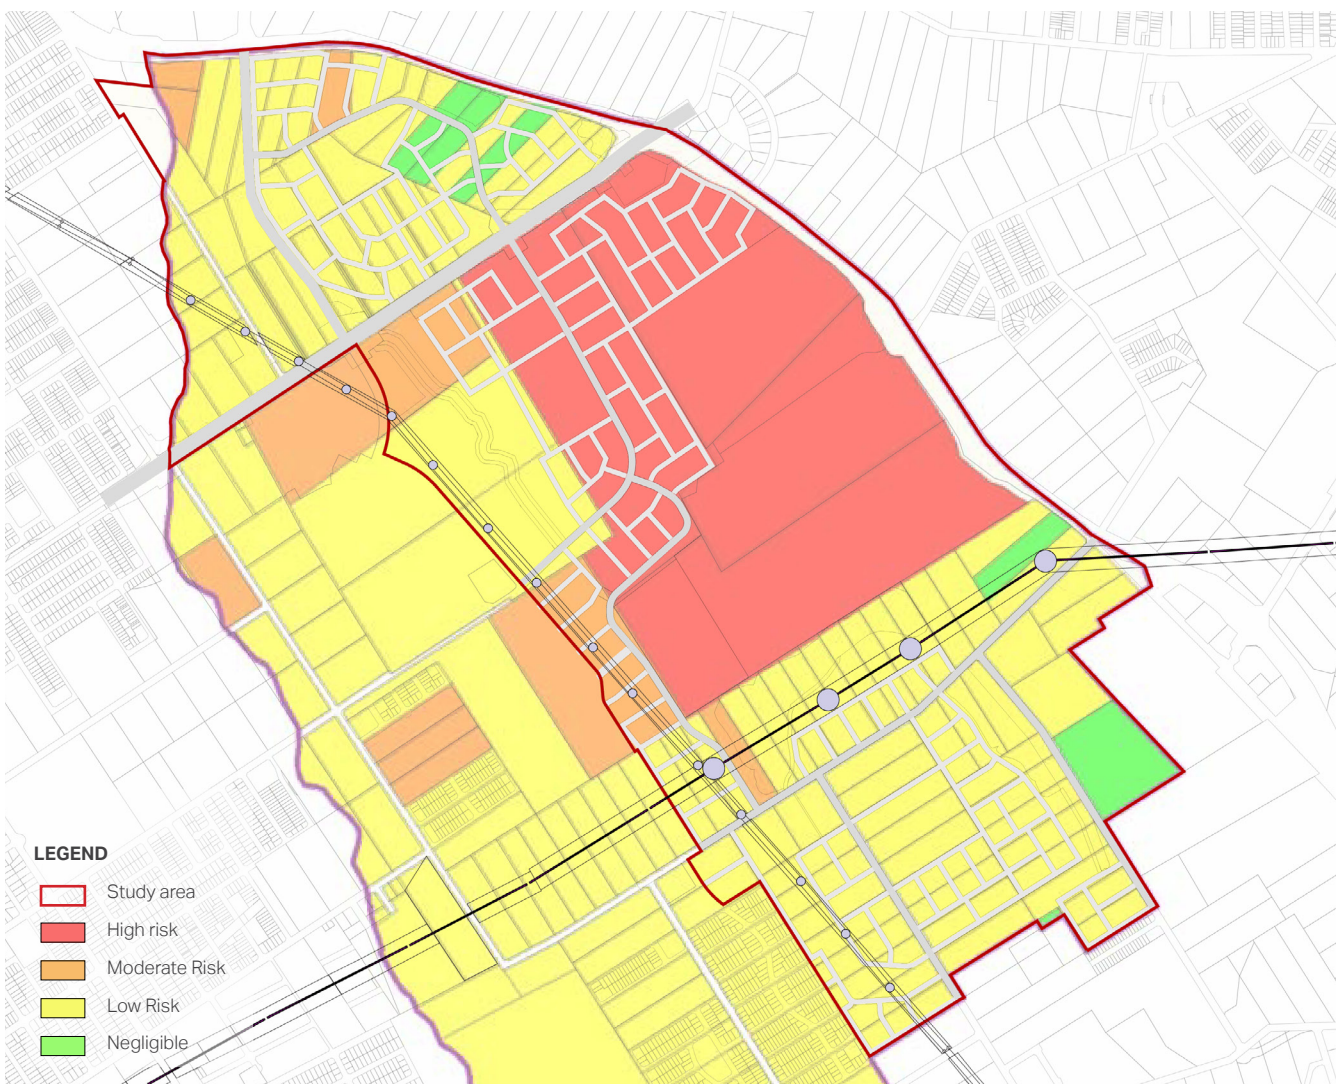 LEGEND
Study area
High risk
Moderate Risk
Low Risk
Negligible